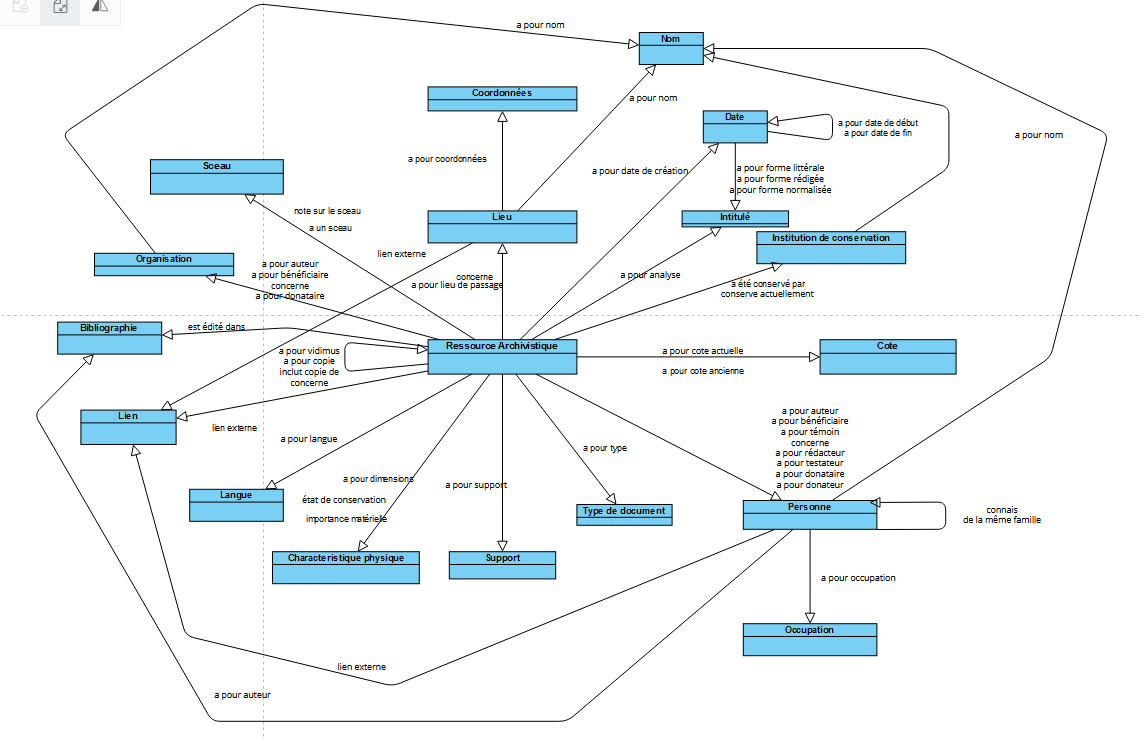 a pour nom
Nom
Coordonnées
a pour nom
Date
a pour date de début
a pour date de fin
a pour nom
a pour coordonnées
Sceau
a pour date de création
a pour forme littérale
a pour forme rédigée
a pour forme normalisée
note sur le sceau
a un sceau
Lieu
Intitulé
Institution de conservation
lien externe
Organisation
a pour auteur
a pour bénéficiaire
concerne
a pour donataire
concerne
a pour lieu de passage
a pour analyse
a été conservé par
conserve actuellement
Bibliographie
est édité dans
Ressource Archivistique
Cote
a pour vidimus
a pour copie
inclut copie de
concerne
a pour cote actuelle
a pour cote ancienne
Lien
lien externe
a pour langue
a pour type
a pour auteur
a pour bénéficiaire
a pour témoin
concerne
a pour rédacteur
a pour testateur
a pour donataire
a pour donateur
a pour dimensions
état de conservation
importance matérielle
a pour support
Langue
Type de document
Personne
connais
de la même famille
Characteristique physique
Support
a pour occupation
Occupation
lien externe
a pour auteur